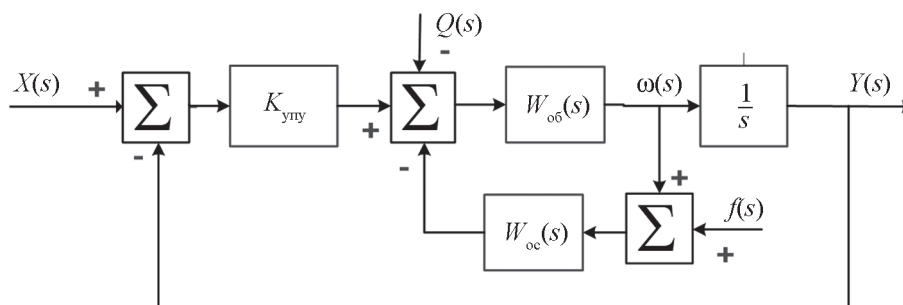 Q(s)
X(s)
+
-
Σ
K упу
+
-
Σ
-
W об (s)
ω(s)
1
s
Y(s)
+
W ос (s)
Σ
f(s)
+
-